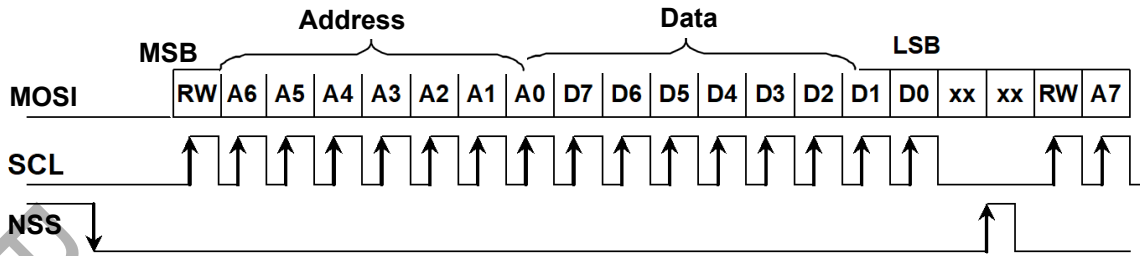 Address Data
MSB LSB
MOSI RW A6 A5 A4 A3 A2 A1 A0 D7 D6 D5 D4 D3 D2 D1 D0 xx xx RW A7
SCL
NSS